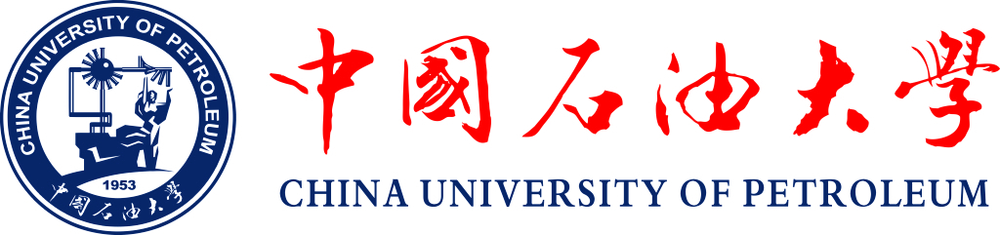 CHINA UNIVERSITY OF PETROLEUM
1953
中國石油大學
中國石油大學
CHINA UNIVERSITY OF PETROLEUM